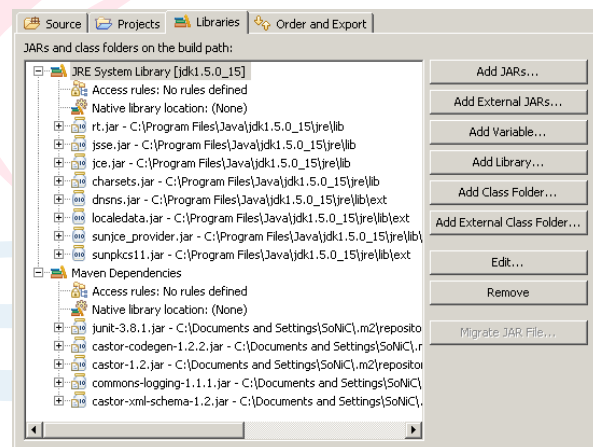 Source Projects Libraries Order and Export
JARs and class folders on the build path:
JRE System Library [jdk1.5.0_15]
Access rules: No rules defined
Native library location: (None)
rt.jar - C:\Program Files\Java\jdk1.5.0_15\jre\lib
jsse.jar - C:\Program Files\Java\jdk1.5.0_15\jre\lib
jce.jar - C:\Program Files\Java\jdk1.5.0_15\jre\lib
charsets.jar - C:\Program Files\Java\jdk1.5.0_15\jre\lib
dnsns.jar - C:\Program Files\Java\jdk1.5.0_15\jre\lib\ext
localedata.jar - C:\Program Files\Java\jdk1.5.0_15\jre\lib\ext
sunjce_provider.jar - C:\Program Files\Java\jdk1.5.0_15\jre\lib\
sunpkcs11.jar - C:\Program Files\Java\jdk1.5.0_15\jre\lib\ext
Maven Dependencies
Access rules: No rules defined
Native library location: (None)
junit-3.8.1.jar - C:\Documents and Settings\SoNiC\.m2\reposito
castor-codegen-1.2.2.jar - C:\Documents and Settings\SoNiC\.r
castor-1.2.jar - C:\Documents and Settings\SoNiC\.m2\repositor
commons-logging-1.1.1.jar - C:\Documents and Settings\SoNiC\
castor-xml-schema-1.2.jar - C:\Documents and Settings\SoNiC\.
Add JARs...
Add External JARs...
Add Variable...
Add Library...
Add Class Folder...
Add External Class Folder...
Edit...
Remove
Migrate JAR File...